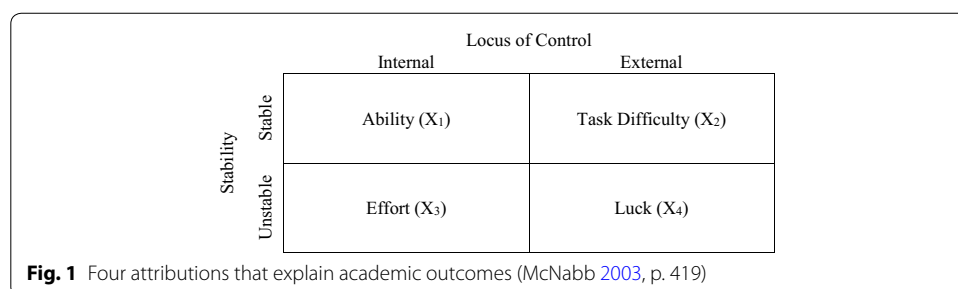 Locus of Control
Internal External
Stability
Stable
Ability (X₁) Task Difficulty (X₂)
Unstable
Effort (X₃) Luck (X₄)
Fig. 1 Four attributions that explain academic outcomes (McNabb 2003, p. 419)